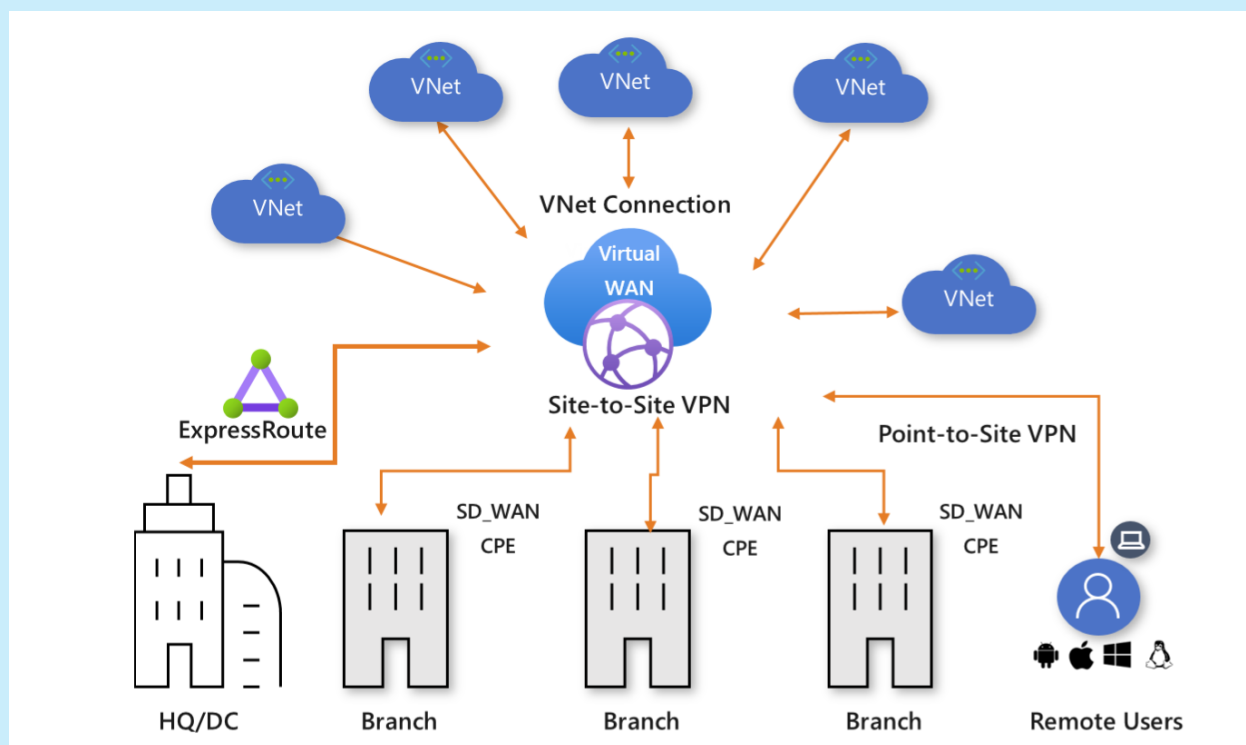 VNet
VNet
VNet
VNet
VNet Connection
Virtual
WAN
VNet
Site-to-Site VPN
ExpressRoute
Point-to-Site VPN
SD_WAN
CPE
SD_WAN
CPE
SD_WAN
CPE
HQ/DC
Branch
Branch
Branch
Remote Users